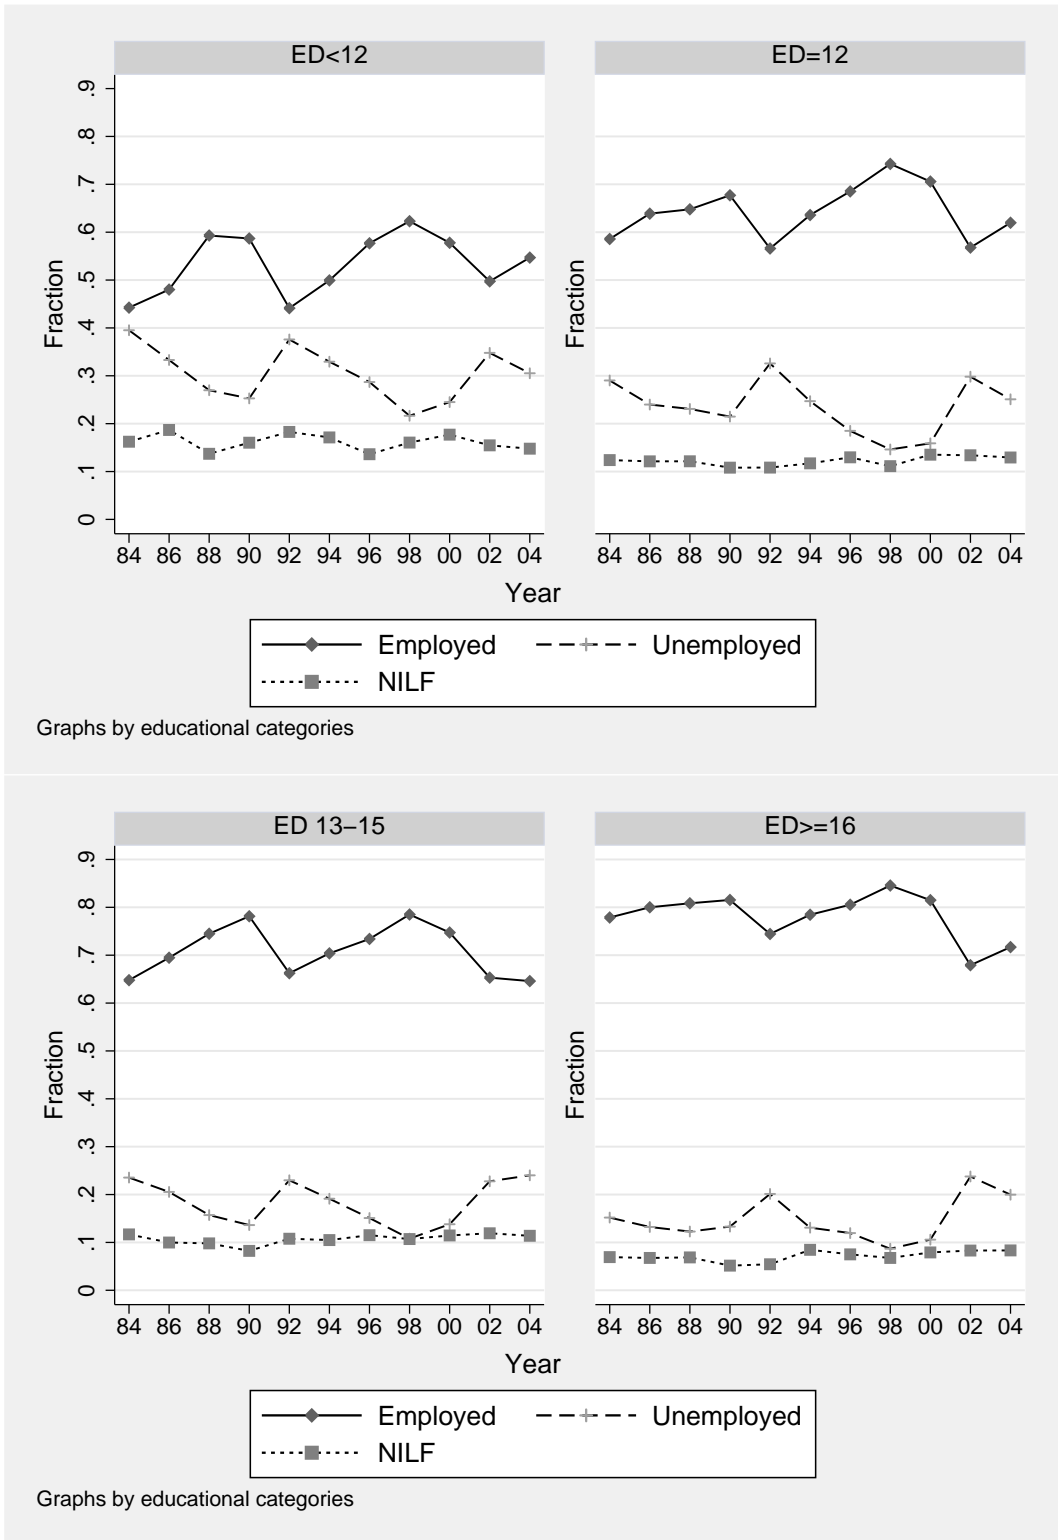 ED<12 ED=12
.9
.8
.7
.6
.5
.4
.3
.2
.1
0
Fraction
Fraction
84 86 88 90 92 94 96 98 00 02 04 84 86 88 90 92 94 96 98 00 02 04
Year
Employed Unemployed
NILF
Graphs by educational categories
ED 13–15 ED>=16
.9
.8
.7
.6
.5
.4
.3
.2
.1
0
Fraction
Fraction
84 86 88 90 92 94 96 98 00 02 04 84 86 88 90 92 94 96 98 00 02 04
Year
Employed Unemployed
NILF
Graphs by educational categories